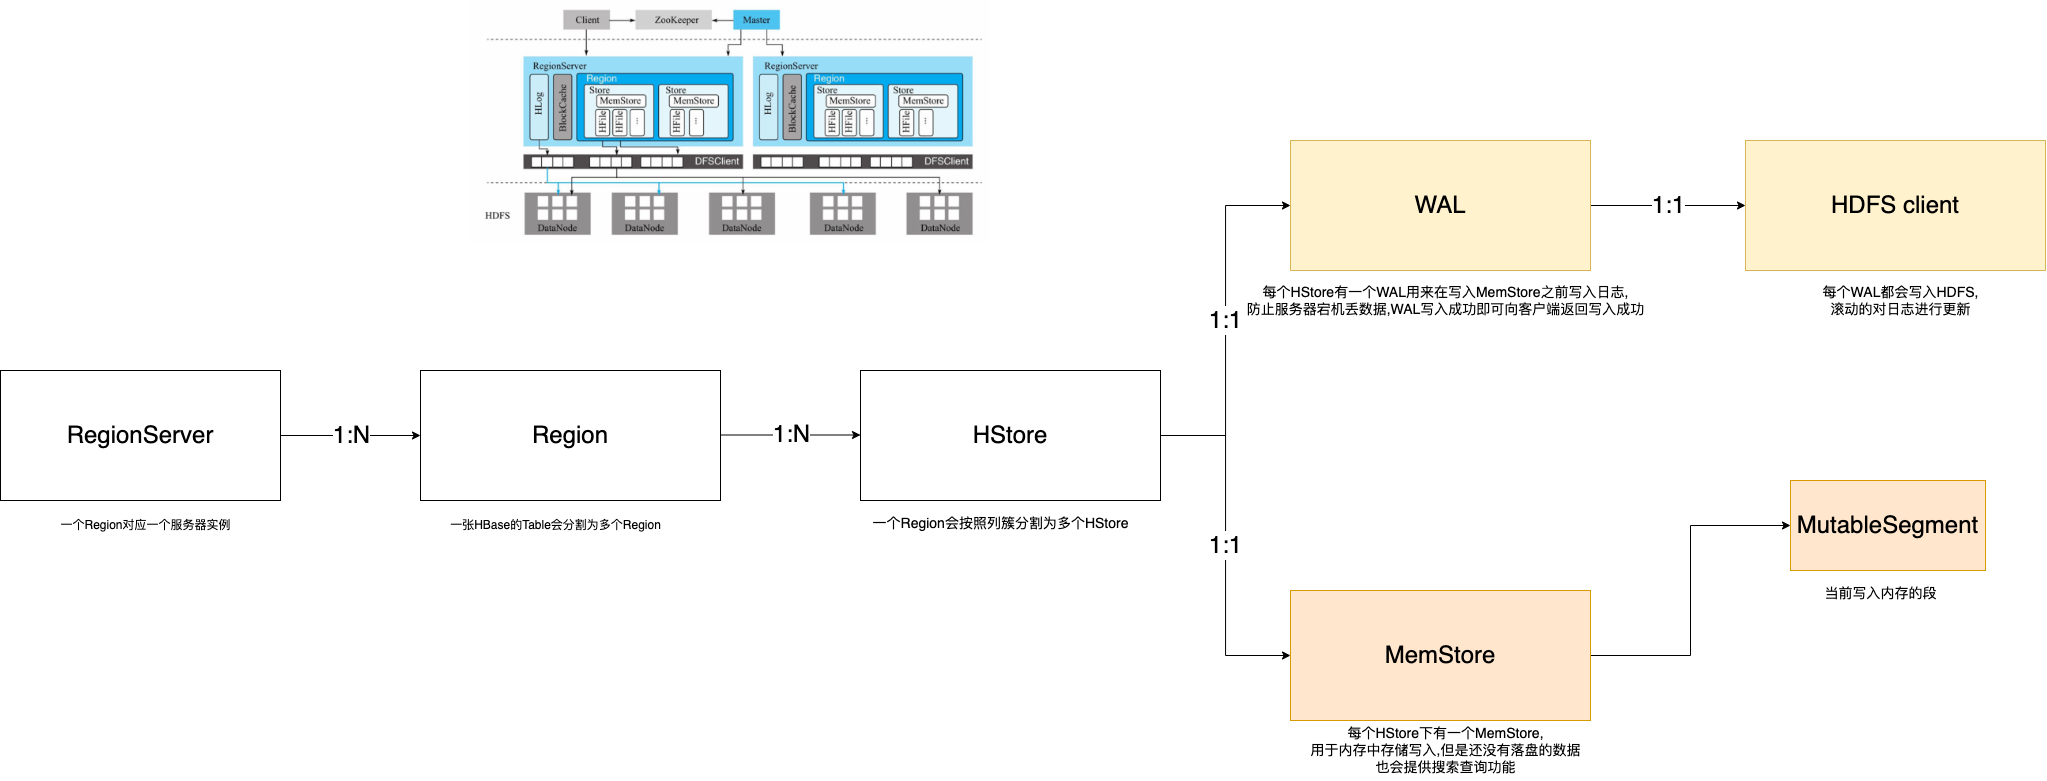 Client
ZooKeeper
Master
RegionServer
HLog
BlockCache
Region
Store
MemStore
HFile
HFile
...
Store
MemStore
HFile
...
RegionServer
HLog
BlockCache
Region
Store
MemStore
HFile
HFile
...
Store
MemStore
HFile
...
DFSClient
DFSClient
HDFS
DataNode
DataNode
DataNode
DataNode
DataNode
RegionServer
一个Region对应一个服务器实例
1:N
Region
一张HBase的Table会分割为多个Region
1:N
HStore
一个Region会按照列簇分割为多个HStore
1:1
WAL
每个HStore有一个WAL用来在写入MemStore之前写入日志,
防止服务器宕机丢数据,WAL写入成功即可向客户端返回写入成功
1:1
HDFS client
每个WAL都会写入HDFS,
滚动的对日志进行更新
1:1
MemStore
每个HStore下有一个MemStore,
用于内存中存储写入,但是还没有落盘的数据
也会提供搜索查询功能
MutableSegment
当前写入内存的段